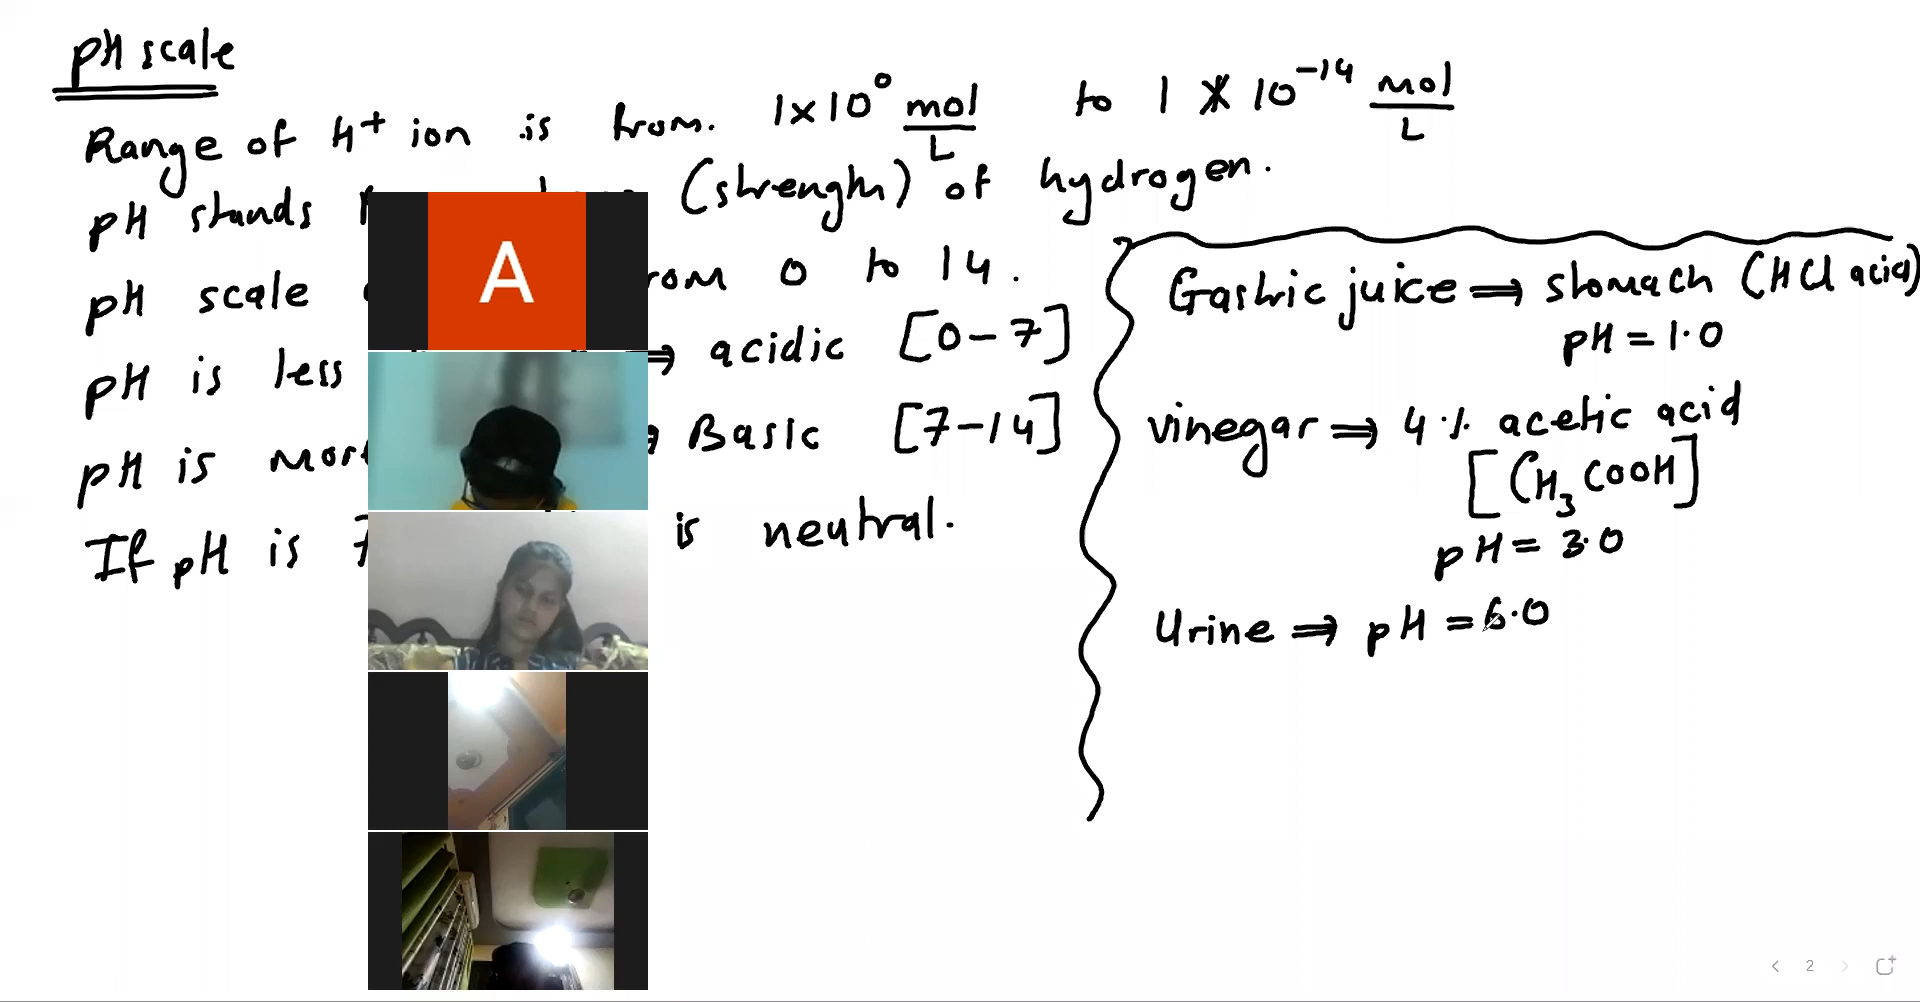 pH scale
Range of H⁺ ion is from. 1×10⁰ mol/L to 1 × 10⁻¹⁴ mol/L
pH stands (strength) of hydrogen.
pH scale from 0 to 14.
pH is less ⇒ acidic [0-7]
pH is more ⇒ Basic [7-14]
If pH is 7 is neutral.
A
Gastric juice ⇒ stomach (HCl acid)
pH = 1.0
vinegar ⇒ 4% acetic acid
[CH₃COOH]
pH = 3.0
Urine ⇒ pH = 6.0
2